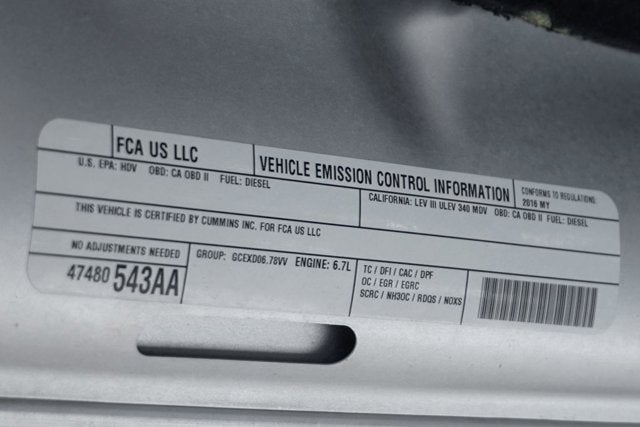 FCA US LLC
VEHICLE EMISSION CONTROL INFORMATION
CONFORMS TO REGULATIONS:
2016 MY
U.S. EPA: HDV OBD: CA OBD II FUEL: DIESEL
CALIFORNIA: LEV III ULEV 340 MDV OBD: CA OBD II FUEL: DIESEL
THIS VEHICLE IS CERTIFIED BY CUMMINS INC. FOR FCA US LLC
NO ADJUSTMENTS NEEDED
47480 543AA
GROUP: GCEXD06.78VV ENGINE: 6.7L
TC / DFI / CAC / DPF
OC / EGR / EGRC
SCRC / NH3OC / RDQS / NOXS